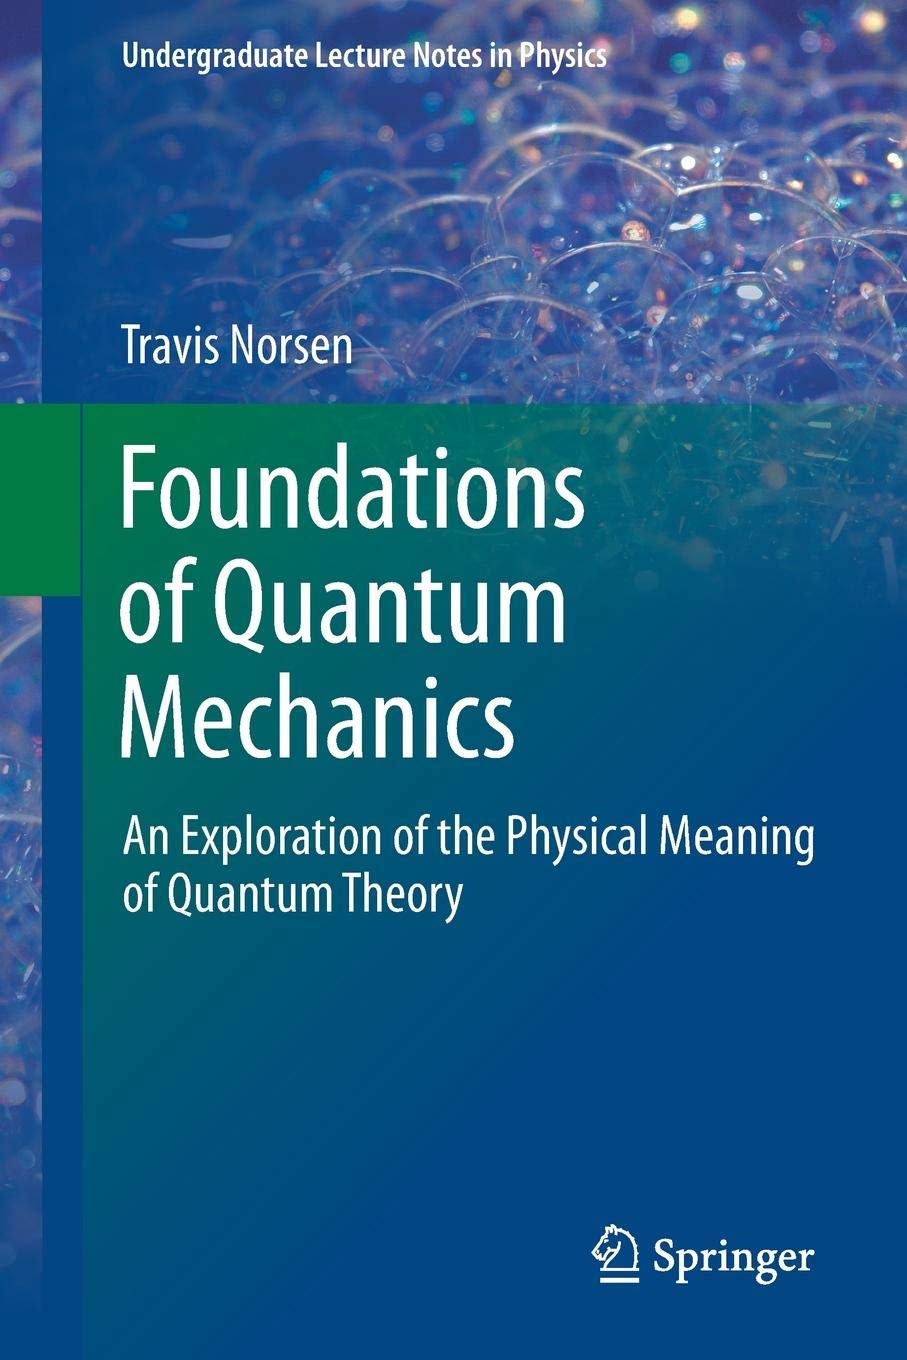 Undergraduate Lecture Notes in Physics
Travis Norsen
Foundations
of Quantum
Mechanics
An Exploration of the Physical Meaning
of Quantum Theory
Springer